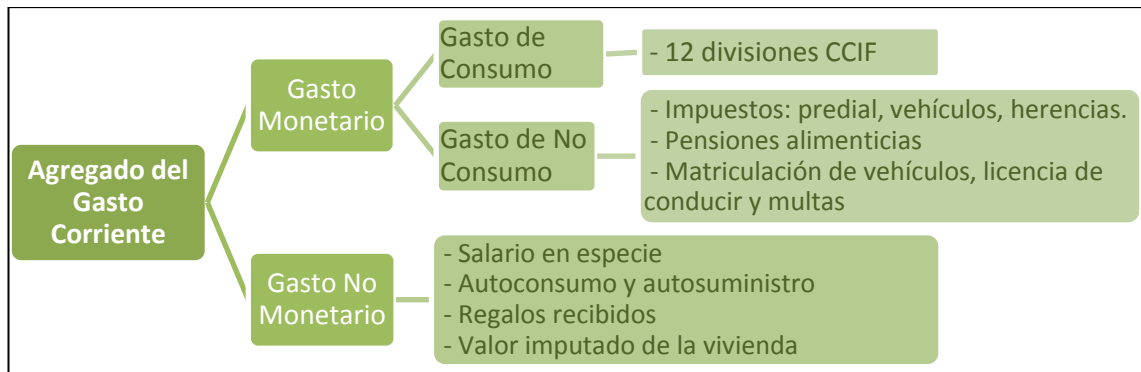 Agregado del
Gasto
Corriente
Gasto
Monetario
Gasto de
Consumo
- 12 divisiones CCIF
Gasto de No
Consumo
- Impuestos: predial, vehículos, herencias.
- Pensiones alimenticias
- Matriculación de vehículos, licencia de
conducir y multas
Gasto No
Monetario
- Salario en especie
- Autoconsumo y autosuministro
- Regalos recibidos
- Valor imputado de la vivienda